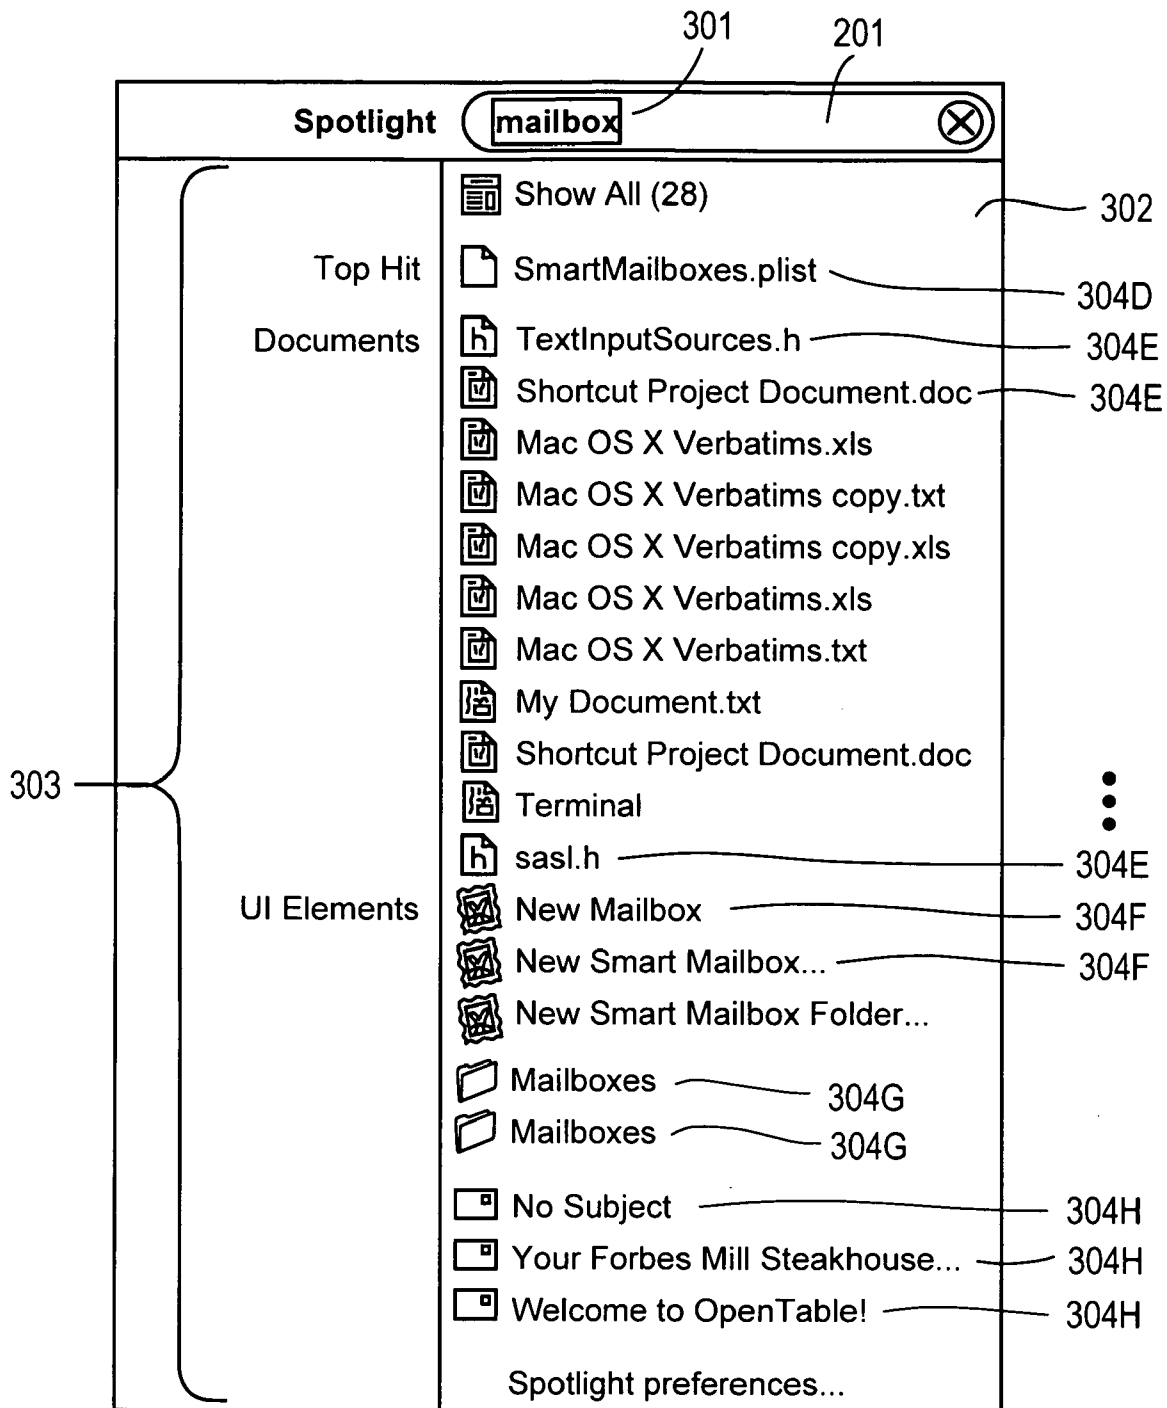 301
201
Spotlight mailbox
Show All (28)
302
Top Hit SmartMailboxes.plist
304D
Documents TextInputSources.h 304E
Shortcut Project Document.doc 304E
Mac OS X Verbatims.xls
Mac OS X Verbatims copy.txt
Mac OS X Verbatims copy.xls
Mac OS X Verbatims.xls
Mac OS X Verbatims.txt
My Document.txt
Shortcut Project Document.doc
303
Terminal
sasl.h 304E
UI Elements New Mailbox 304F
New Smart Mailbox... 304F
New Smart Mailbox Folder...
Mailboxes 304G
Mailboxes 304G
No Subject 304H
Your Forbes Mill Steakhouse... 304H
Welcome to OpenTable! 304H
Spotlight preferences...